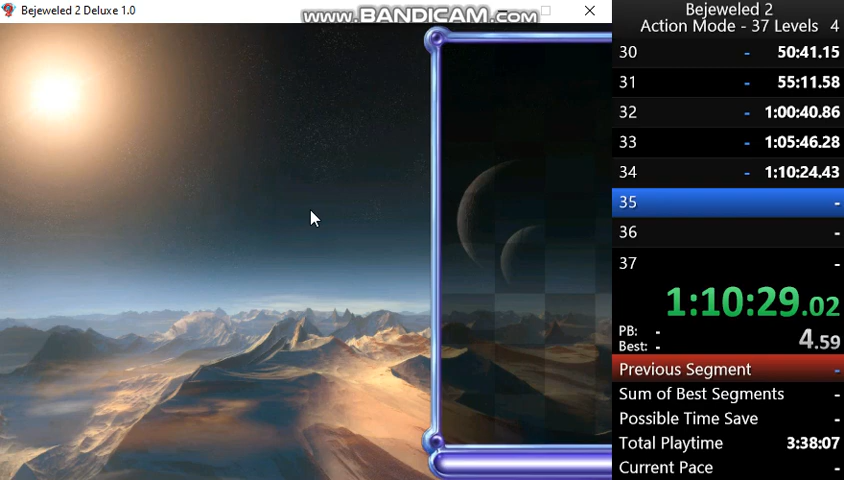 Bejeweled 2 Deluxe 1.0
www.BANDICAM.com
Bejeweled 2
Action Mode - 37 Levels 4
30 - 50:41.15
31 - 55:11.58
32 - 1:00:40.86
33 - 1:05:46.28
34 - 1:10:24.43
35 -
36 -
37 -
1:10:29.02
PB: -
Best: - 4.59
Previous Segment -
Sum of Best Segments -
Possible Time Save -
Total Playtime 3:38:07
Current Pace -